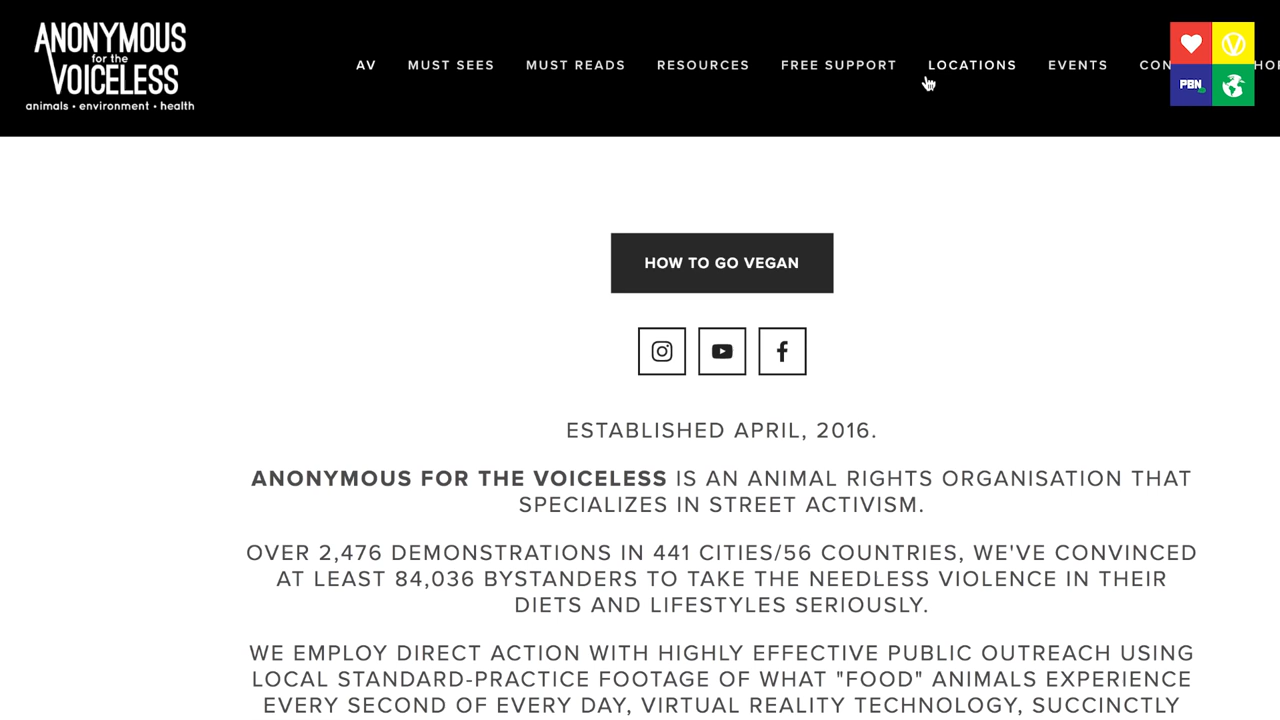 ANONYMOUS
for the
VOICELESS
animals • environment • health
AV MUST SEES MUST READS RESOURCES FREE SUPPORT LOCATIONS EVENTS
PBN
HOW TO GO VEGAN
ESTABLISHED APRIL, 2016.
ANONYMOUS FOR THE VOICELESS IS AN ANIMAL RIGHTS ORGANISATION THAT
SPECIALIZES IN STREET ACTIVISM.
OVER 2,476 DEMONSTRATIONS IN 441 CITIES/56 COUNTRIES, WE'VE CONVINCED
AT LEAST 84,036 BYSTANDERS TO TAKE THE NEEDLESS VIOLENCE IN THEIR
DIETS AND LIFESTYLES SERIOUSLY.
WE EMPLOY DIRECT ACTION WITH HIGHLY EFFECTIVE PUBLIC OUTREACH USING
LOCAL STANDARD-PRACTICE FOOTAGE OF WHAT "FOOD" ANIMALS EXPERIENCE
EVERY SECOND OF EVERY DAY, VIRTUAL REALITY TECHNOLOGY, SUCCINCTLY